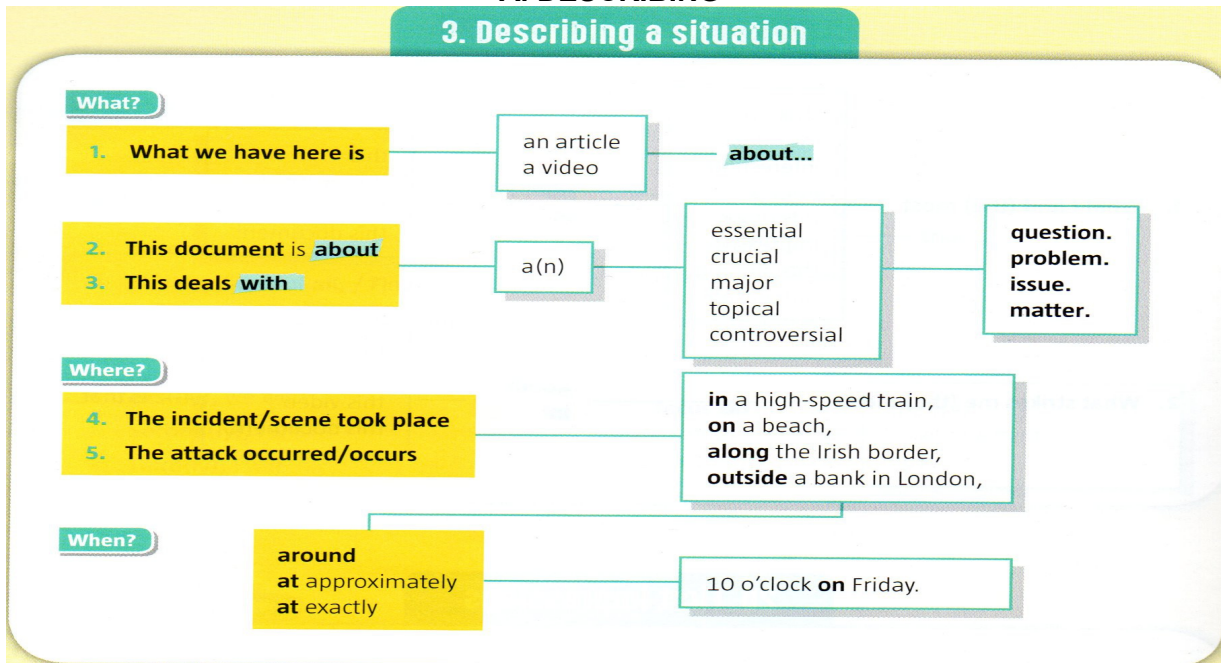 3. Describing a situation
What?
1. What we have here is
an article
a video
about...
2. This document is about
3. This deals with...
a(n)
essential
crucial
major
topical
controversial
question.
problem.
issue.
matter.
Where?
4. The incident/scene took place
5. The attack occurred/occurs
in a high-speed train,
on a beach,
along the Irish border,
outside a bank in London,
When?
around
at approximately
at exactly
10 o'clock on Friday.